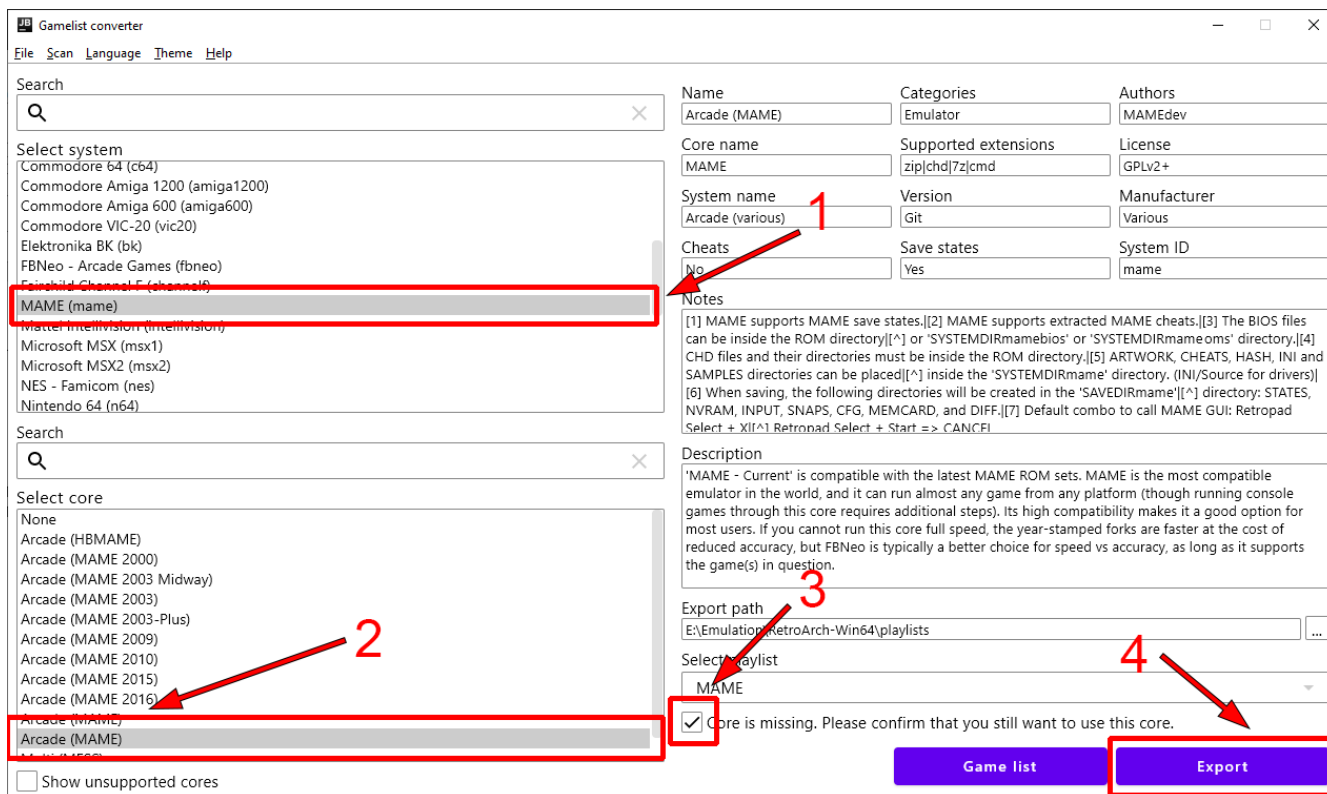 Gamelist converter
File Scan Language Theme Help
Search
Select system
Commodore 64 (c64)
Commodore Amiga 1200 (amiga1200)
Commodore Amiga 600 (amiga600)
Commodore VIC-20 (vic20)
Elektronika BK (bk)
FBNeo - Arcade Games (fbneo)
Fairchild Channel F (channelf)
MAME (mame)
Mattel Intellivision (intellivision)
Microsoft MSX (msx1)
Microsoft MSX2 (msx2)
NES - Famicom (nes)
Nintendo 64 (n64)
Search
Select core
None
Arcade (HBMAME)
Arcade (MAME 2000)
Arcade (MAME 2003 Midway)
Arcade (MAME 2003)
Arcade (MAME 2003-Plus)
Arcade (MAME 2009)
Arcade (MAME 2010)
Arcade (MAME 2015)
Arcade (MAME 2016)
Arcade (MAME)
Arcade (MAME)
Multi (MESS)
Show unsupported cores
Name Categories Authors
Arcade (MAME) Emulator MAMEdev
Core name Supported extensions License
MAME zip|chd|7z|cmd GPLv2+
System name Version Manufacturer
Arcade (various) Git Various
Cheats Save states System ID
No Yes mame
Notes
[1] MAME supports MAME save states.|[2] MAME supports extracted MAME cheats.|[3] The BIOS files
can be inside the ROM directory|[^] or 'SYSTEMDIRmamebios' or 'SYSTEMDIRmameoms' directory.|[4]
CHD files and their directories must be inside the ROM directory.|[5] ARTWORK, CHEATS, HASH, INI and
SAMPLES directories can be placed|[^] inside the 'SYSTEMDIRmame' directory. (INI/Source for drivers)|
[6] When saving, the following directories will be created in the 'SAVEDIRmame'|[^] directory: STATES,
NVRAM, INPUT, SNAPS, CFG, MEMCARD, and DIFF.|[7] Default combo to call MAME GUI: Retropad
Select + X|[^] Retropad Select + Start => CANCEL
Description
'MAME - Current' is compatible with the latest MAME ROM sets. MAME is the most compatible
emulator in the world, and it can run almost any game from any platform (though running console
games through this core requires additional steps). Its high compatibility makes it a good option for
most users. If you cannot run this core full speed, the year-stamped forks are faster at the cost of
reduced accuracy, but FBNeo is typically a better choice for speed vs accuracy, as long as it supports
the game(s) in question.
Export path
E:\Emulation\RetroArch-Win64\playlists
...
Select playlist
MAME
Core is missing. Please confirm that you still want to use this core.
Game list Export
1
2
3
4